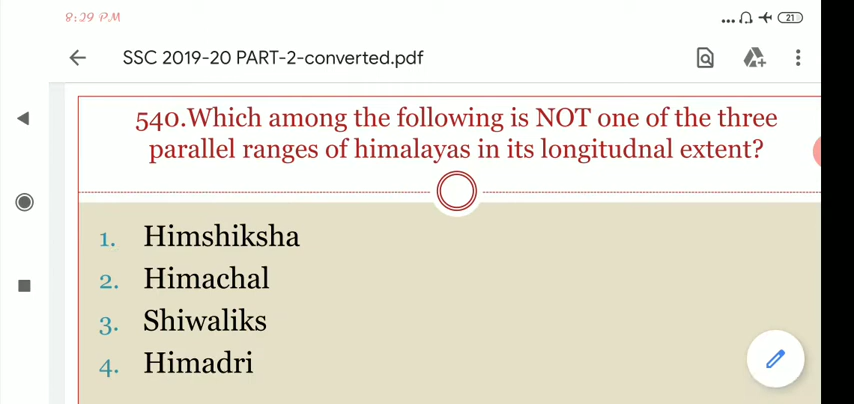 8:29 PM
21
SSC 2019-20 PART-2-converted.pdf
540.Which among the following is NOT one of the three
parallel ranges of himalayas in its longitudnal extent?
1. Himshiksha
2. Himachal
3. Shiwaliks
4. Himadri